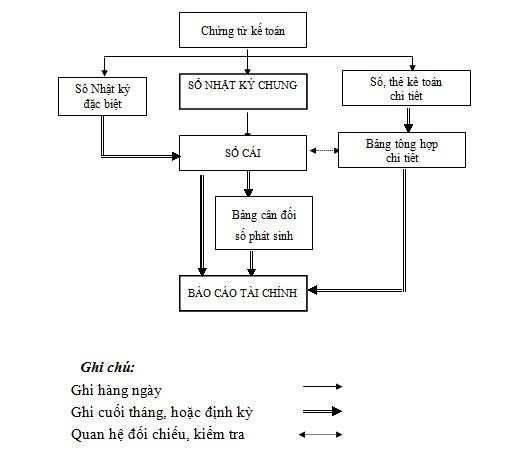 Chứng từ kế toán
Sổ Nhật ký
đặc biệt
SỔ NHẬT KÝ CHUNG
Sổ, thẻ kế toán
chi tiết
SỔ CÁI
Bảng tổng hợp
chi tiết
Bảng cân đối
số phát sinh
BÁO CÁO TÀI CHÍNH
Ghi chú:
Ghi hàng ngày
Ghi cuối tháng, hoặc định kỳ
Quan hệ đối chiếu, kiểm tra